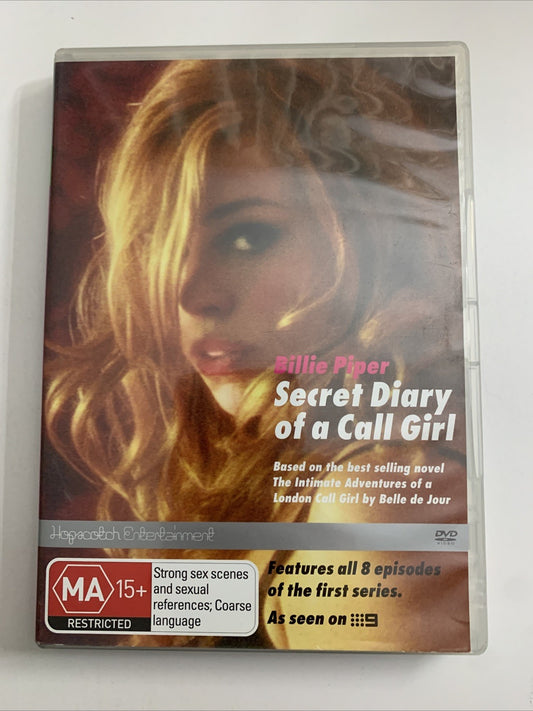 Billie Piper
Secret Diary
of a Call Girl
Based on the best selling novel
The Intimate Adventures of a
London Call Girl by Belle de Jour
Hopscotch Entertainment
DVD
VIDEO
MA 15+
RESTRICTED
Strong sex scenes
and sexual
references; Coarse
language
Features all 8 episodes
of the first series.
As seen on 9